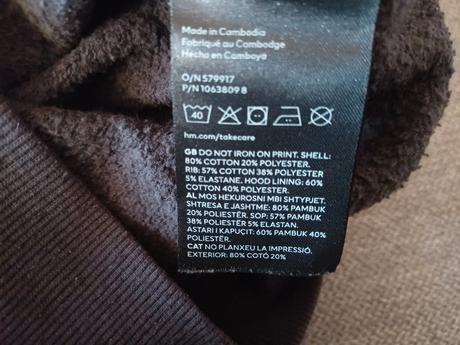 Made in Cambodia
Fabriqué au Cambodge
Hecho en Camboya
O/N 579917
P/N 1063809 8
40
hm.com/takecare
GB DO NOT IRON ON PRINT. SHELL:
80% COTTON 20% POLYESTER
RIB: 57% COTTON 38% POLYESTER
5% ELASTANE. HOOD LINING: 60%
COTTON 40% POLYESTER.
AL MOS HEKUROSNI MBI SHTYPJET.
SHTRESA E JASHTME: 80% PAMBUK
20% POLIESTËR. SOP: 57% PAMBUK
38% POLIESTËR 5% ELASTAN.
ASTARI I KAPUÇIT: 60% PAMBUK 40%
POLIESTËR.
CAT NO PLANXEU LA IMPRESSIÓ.
EXTERIOR: 80% COTÓ 20%